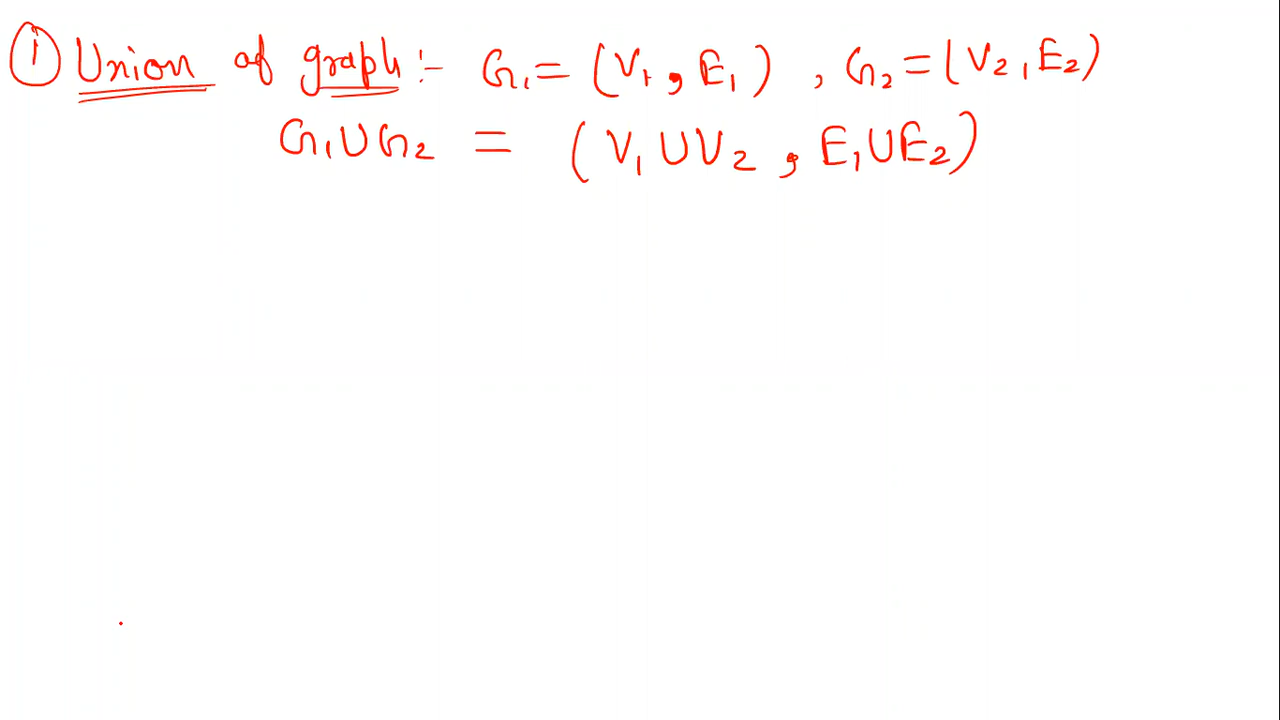 ① Union of graph :- G₁ = (V₁, E₁), G₂ = (V₂, E₂)
G₁ U G₂ = (V₁ U V₂, E₁ U E₂)